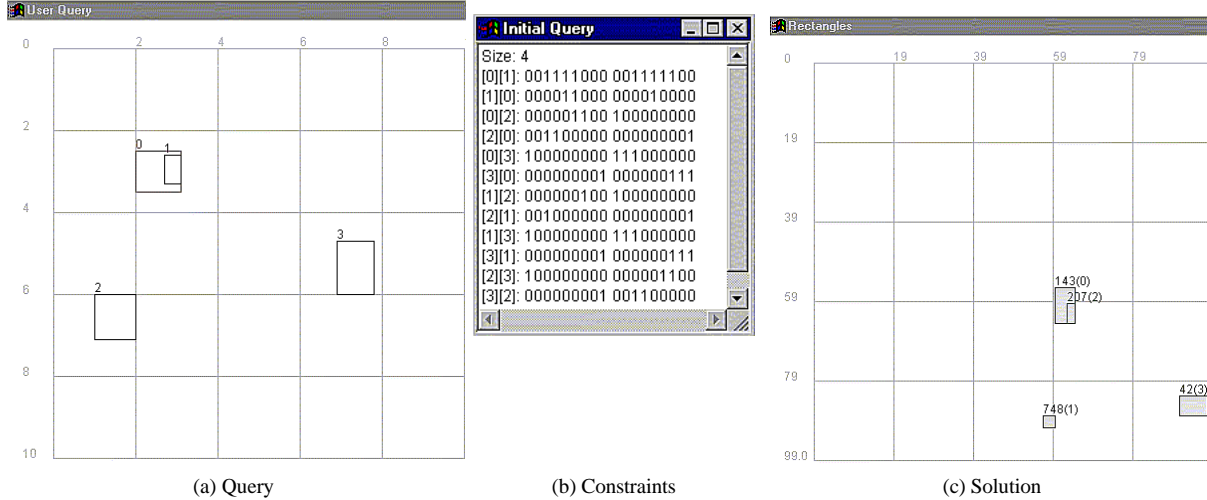 User Query
0 2 4 6 8
2
0 1
4
3
2
6
8
10
(a) Query
Initial Query
Size: 4
[0][1]: 001111000 001111100
[1][0]: 000011000 000010000
[0][2]: 000001100 100000000
[2][0]: 001100000 000000001
[0][3]: 100000000 111000000
[3][0]: 000000001 000000111
[1][2]: 000000100 100000000
[2][1]: 001000000 000000001
[1][3]: 100000000 111000000
[3][1]: 000000001 000000111
[2][3]: 100000000 000001100
[3][2]: 000000001 001100000
(b) Constraints
Rectangles
0 19 39 59 79
19
39
143(0)
59
207(2)
79
42(3)
748(1)
99.0
(c) Solution